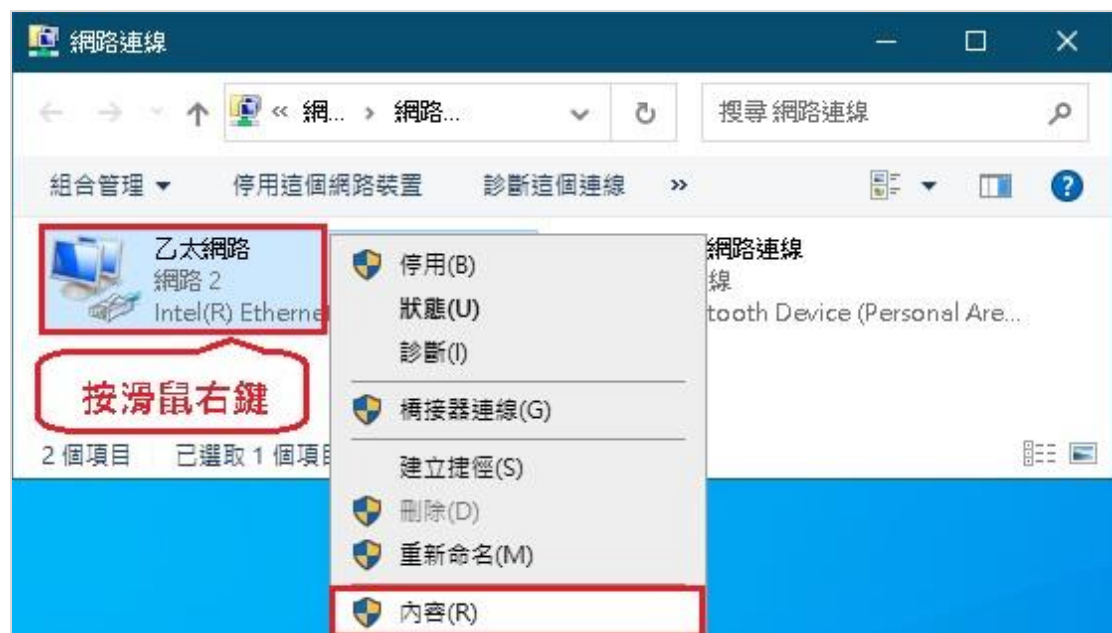 網路連線
« 網... › 網路...
搜尋 網路連線
組合管理 停用這個網路裝置 診斷這個連線 »
乙太網路
網路 2
Intel(R) Etherne
按滑鼠右鍵
網路連線
線
tooth Device (Personal Are...
停用(B)
狀態(U)
診斷(I)
橋接器連線(G)
建立捷徑(S)
刪除(D)
重新命名(M)
內容(R)
2 個項目 已選取 1 個項目